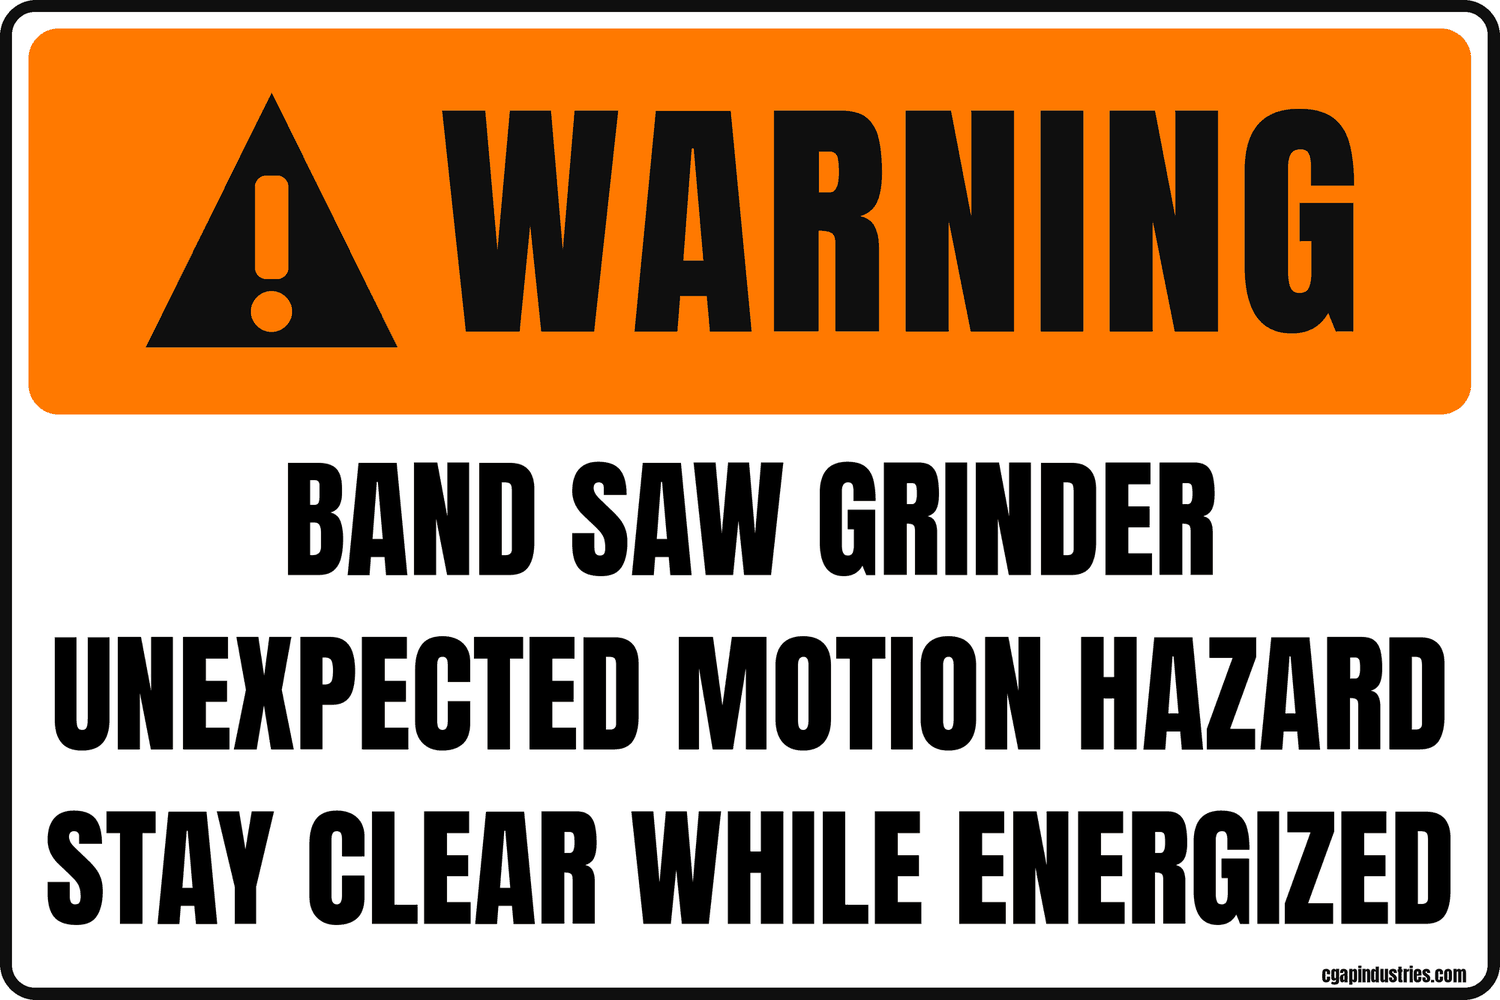 WARNING
BAND SAW GRINDER
UNEXPECTED MOTION HAZARD
STAY CLEAR WHILE ENERGIZED
cgapindustries.com